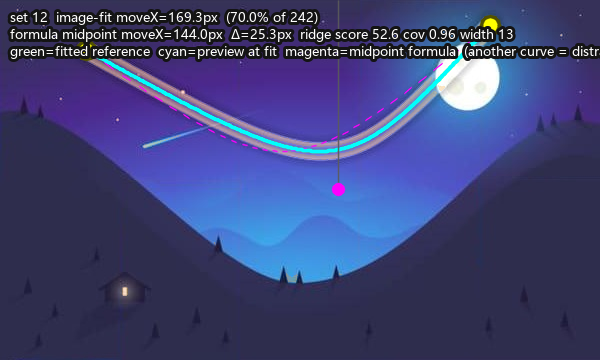 set 12  image-fit moveX=169.3px  (70.0% of 242)
formula midpoint moveX=144.0px  Δ=25.3px  ridge score 52.6 cov 0.96 width 13
green=fitted reference  cyan=preview at fit  magenta=midpoint formula  (another curve = distra